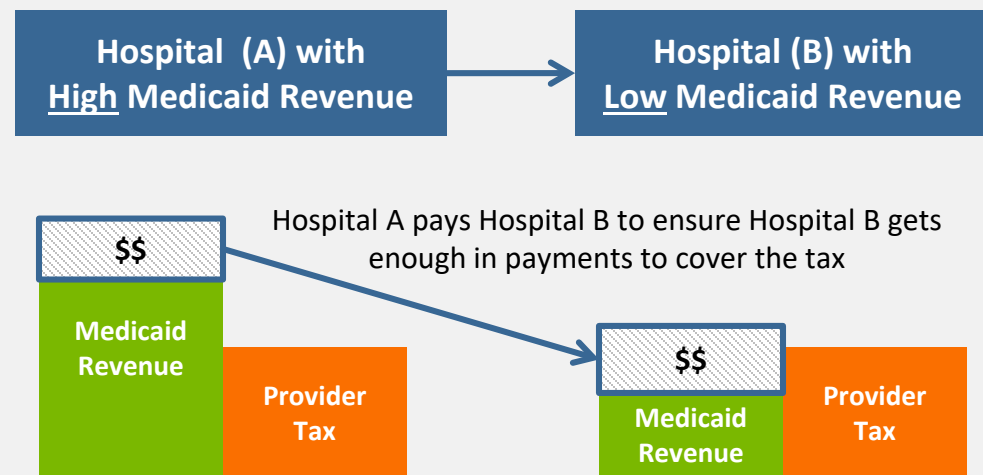 Hospital (A) with
High Medicaid Revenue
Hospital (B) with
Low Medicaid Revenue
Hospital A pays Hospital B to ensure Hospital B gets
enough in payments to cover the tax
$$
Medicaid
Revenue
Provider
Tax
$$
Medicaid
Revenue
Provider
Tax